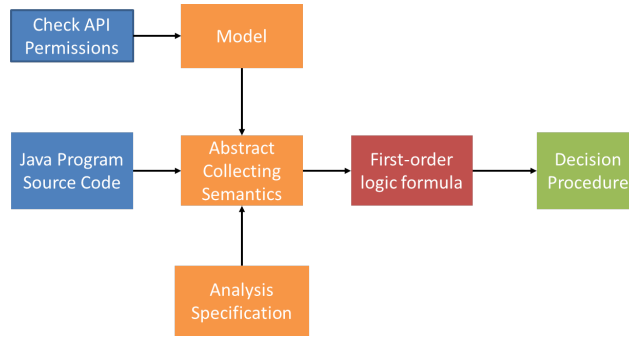 Check API
Permissions
Model
Java Program
Source Code
Abstract
Collecting
Semantics
First-order
logic formula
Decision
Procedure
Analysis
Specification